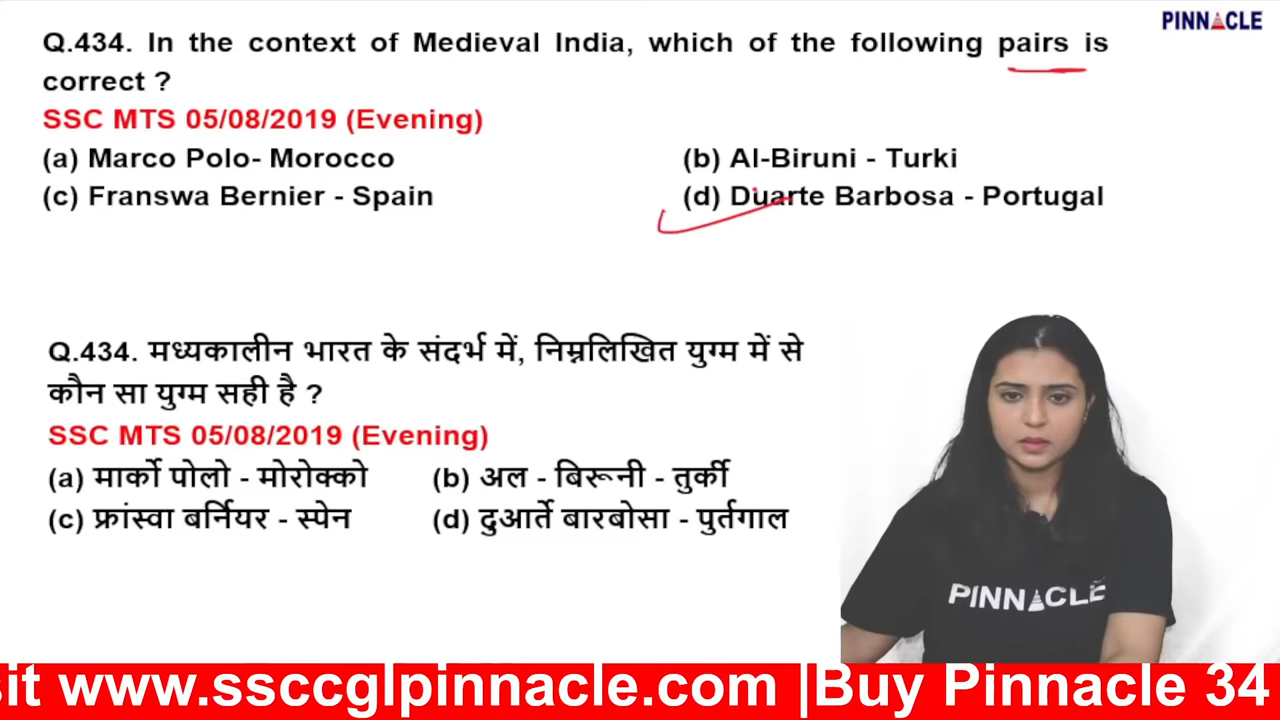 PINNACLE
Q.434. In the context of Medieval India, which of the following pairs is
correct ?
SSC MTS 05/08/2019 (Evening)
(a) Marco Polo- Morocco (b) Al-Biruni - Turki
(c) Franswa Bernier - Spain (d) Duarte Barbosa - Portugal
Q.434. मध्यकालीन भारत के संदर्भ में, निम्नलिखित युग्म में से
कौन सा युग्म सही है ?
SSC MTS 05/08/2019 (Evening)
(a) मार्को पोलो - मोरोक्को (b) अल - बिरूनी - तुर्की
(c) फ्रांस्वा बर्नियर - स्पेन (d) दुआर्ते बारबोसा - पुर्तगाल
PINNACLE
sit www.ssccglpinnacle.com |Buy Pinnacle 34